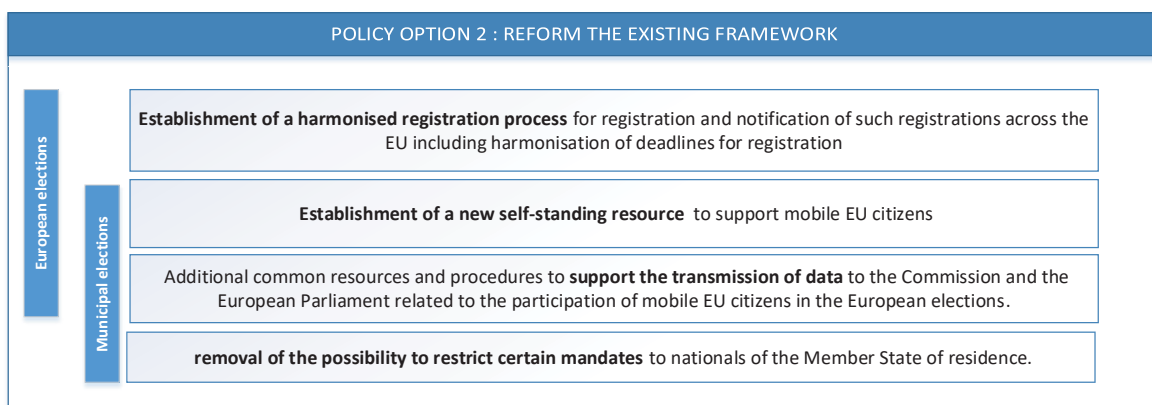 POLICY OPTION 2 : REFORM THE EXISTING FRAMEWORK
European elections
Municipal elections
Establishment of a harmonised registration process for registration and notification of such registrations across the
EU including harmonisation of deadlines for registration
Establishment of a new self-standing resource to support mobile EU citizens
Additional common resources and procedures to support the transmission of data to the Commission and the
European Parliament related to the participation of mobile EU citizens in the European elections.
removal of the possibility to restrict certain mandates to nationals of the Member State of residence.